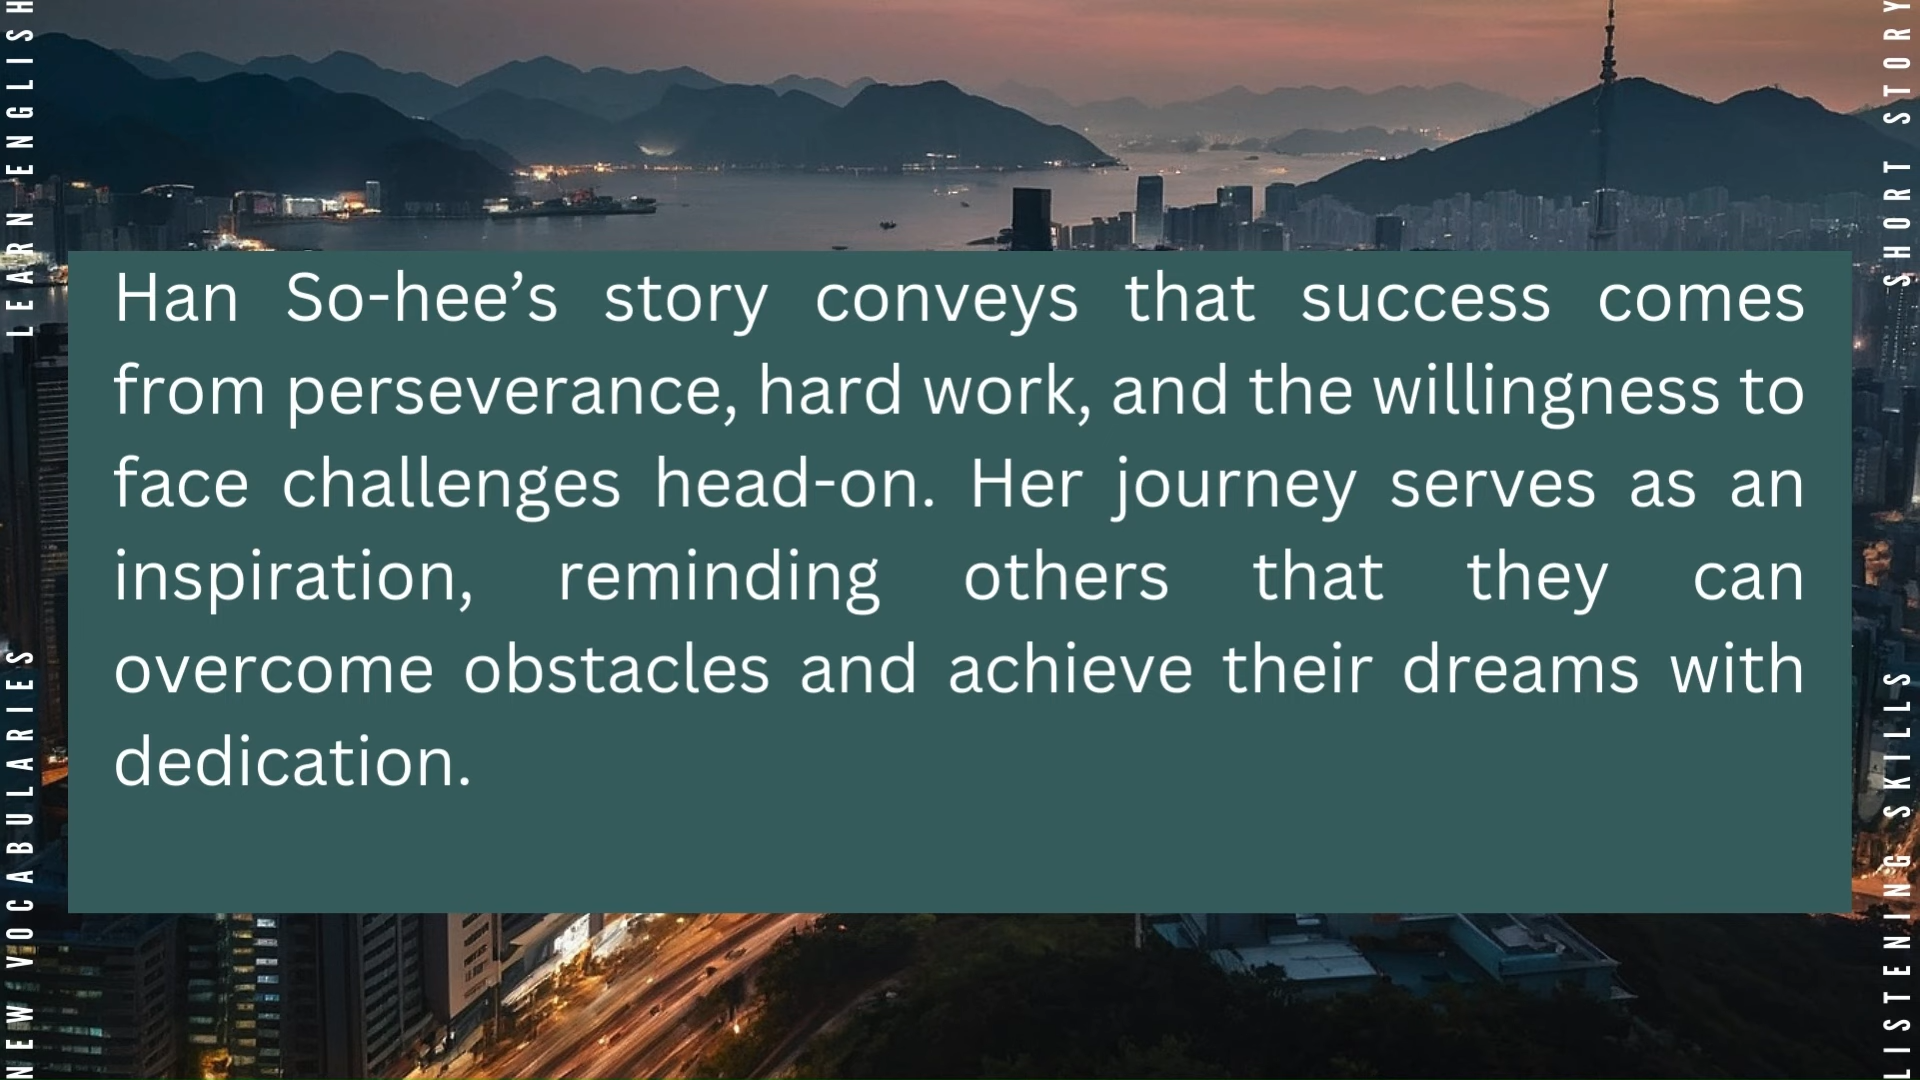 LEARN ENGLISH
SHORT STORY
Han So-hee’s story conveys that success comes
from perseverance, hard work, and the willingness to
face challenges head-on. Her journey serves as an
inspiration, reminding others that they can
overcome obstacles and achieve their dreams with
dedication.
NEW VOCABULARIES
LISTENING SKILLS